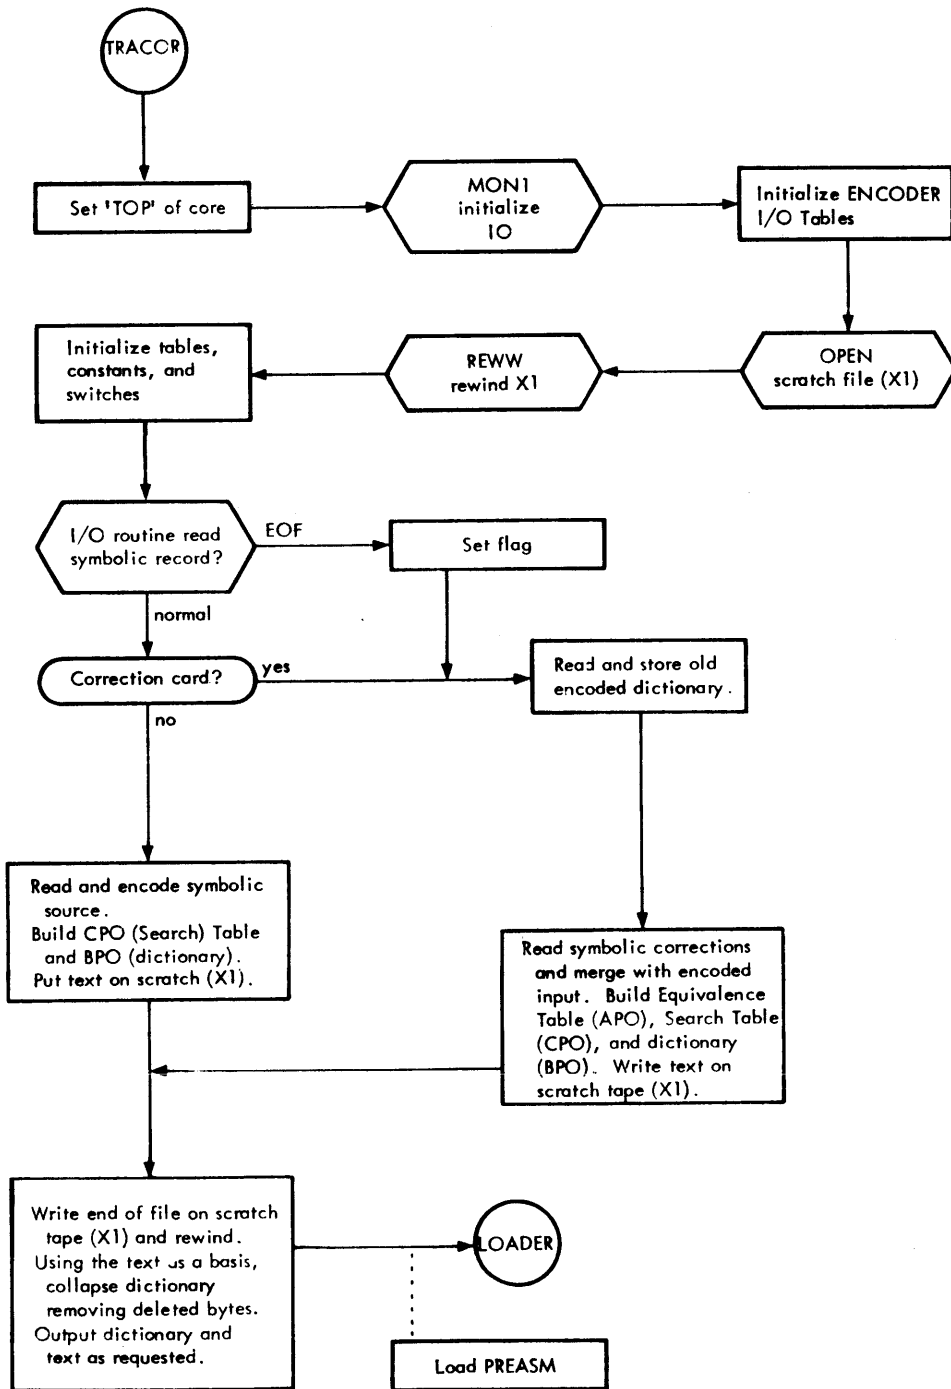 TRACOR
Set 'TOP' of core
MON1
initialize
IO
Initialize ENCODER
I/O Tables
OPEN
scratch file (X1)
REWW
rewind X1
Initialize tables,
constants, and
switches
I/O routine read
symbolic record?
EOF
Set flag
normal
Correction card?
yes
no
Read and store old
encoded dictionary.
Read and encode symbolic
source.
Build CPO (Search) Table
and BPO (dictionary).
Put text on scratch (X1).
Read symbolic corrections
and merge with encoded
input. Build Equivalence
Table (APO), Search Table
(CPO), and dictionary
(BPO). Write text on
scratch tape (X1).
Write end of file on scratch
tape (X1) and rewind.
Using the text as a basis,
collapse dictionary
removing deleted bytes.
Output dictionary and
text as requested.
LOADER
Load PREASM